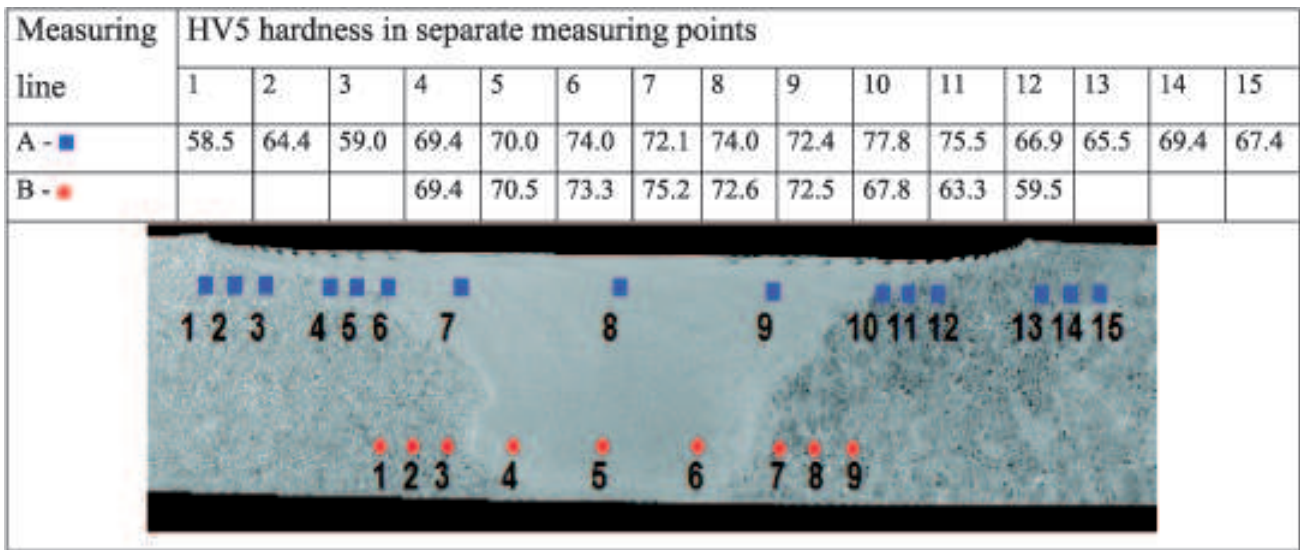 Measuring line HV5 hardness in separate measuring points
1 2 3 4 5 6 7 8 9 10 11 12 13 14 15
A - 58.5 64.4 59.0 69.4 70.0 74.0 72.1 74.0 72.4 77.8 75.5 66.9 65.5 69.4 67.4
B - 69.4 70.5 73.3 75.2 72.6 72.5 67.8 63.3 59.5
1 2 3 4 5 6 7 8 9 10 11 12 13 14 15
1 2 3 4 5 6 7 8 9